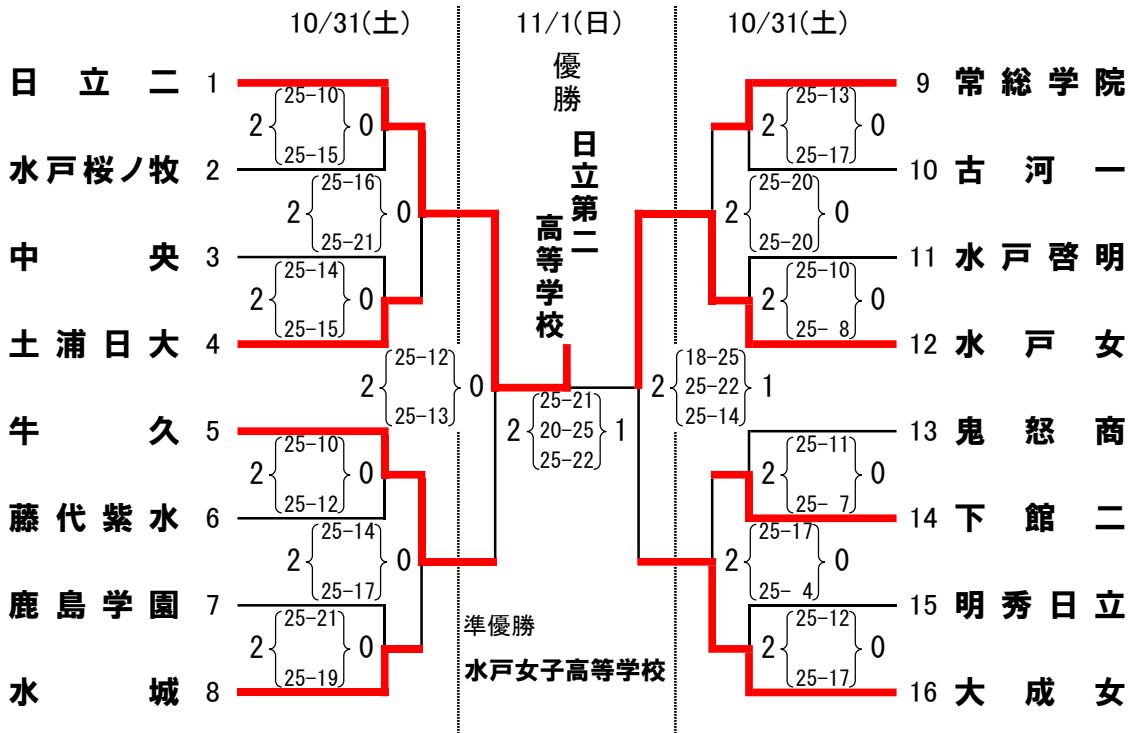 10/31(土)
11/1(日)
10/31(土)
優勝
日立第二
高等学校
日立二 1
水戸桜ノ牧 2
中央 3
土浦日大 4
牛久 5
藤代紫水 6
鹿島学園 7
水城 8
2 25-10 0
25-15
2 25-16 0
25-21
2 25-14 0
25-15
2 25-12 0
25-13
2 25-10 0
25-12
2 25-14 0
25-17
2 25-21 0
25-19
25-21
2 20-25 1
25-22
準優勝
水戸女子高等学校
18-25
2 25-22 1
25-14
2 25-13 0
25-17
2 25-20 0
25-20
2 25-10 0
25- 8
2 25-11 0
25- 7
2 25-17 0
25- 4
2 25-12 0
25-17
9 常総学院
10 古河一
11 水戸啓明
12 水戸女
13 鬼怒商
14 下館二
15 明秀日立
16 大成女